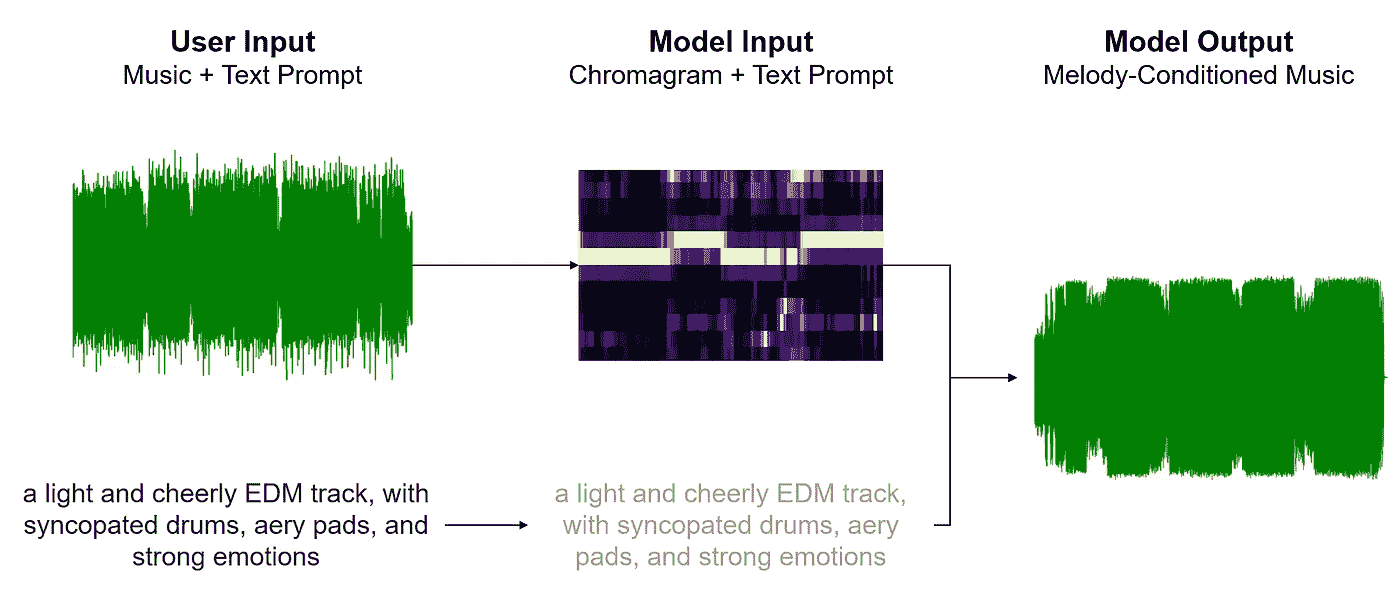 User Input
Music + Text Prompt
Model Input
Chromagram + Text Prompt
Model Output
Melody-Conditioned Music
a light and cheerly EDM track, with
syncopated drums, aery pads, and
strong emotions
a light and cheerly EDM track,
with syncopated drums, aery
pads, and strong emotions